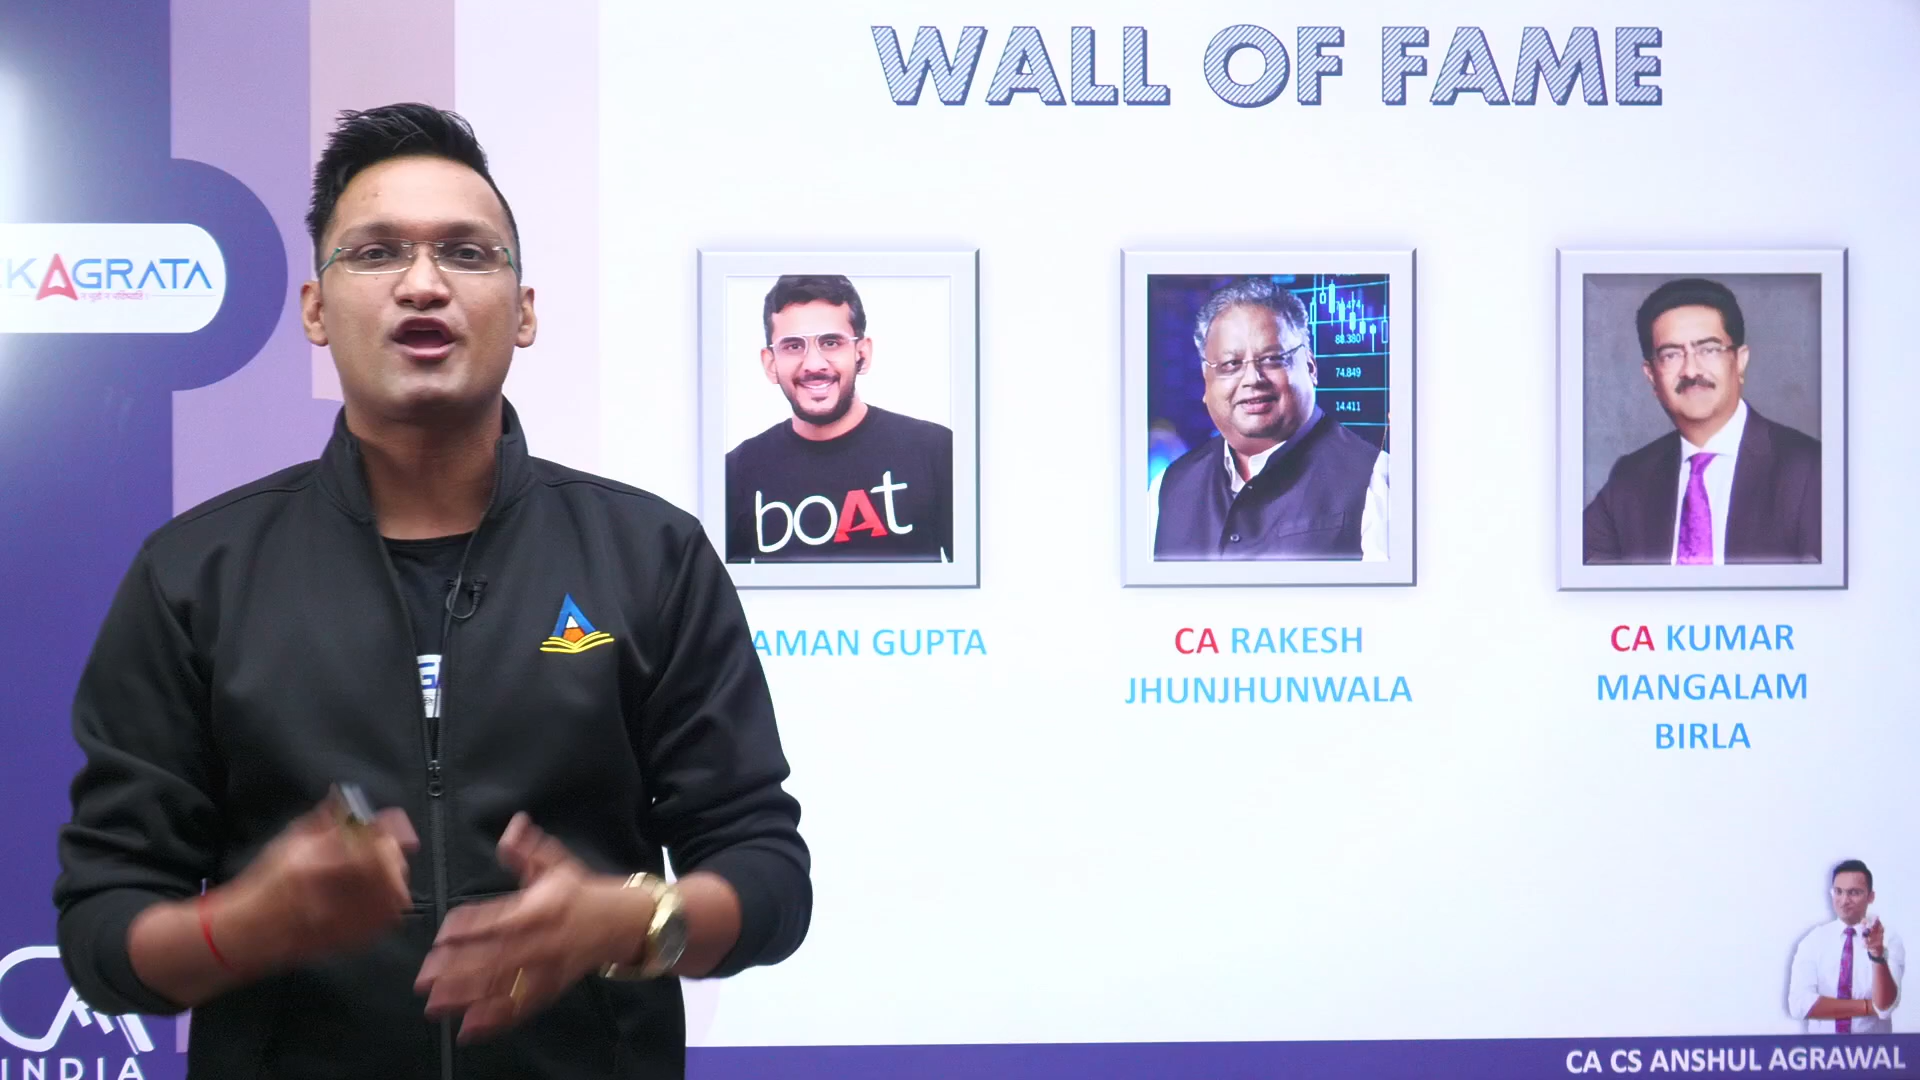 WALL OF FAME
KAGRATA
boAt
74.849
14.411
AMAN GUPTA
CA RAKESH
JHUNJHUNWALA
CA KUMAR
MANGALAM
BIRLA
INDIA
CA CS ANSHUL AGRAWAL